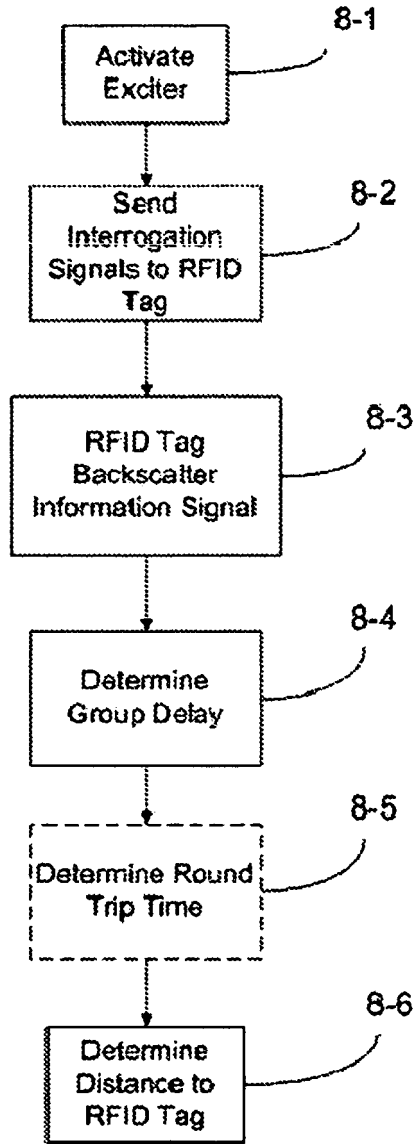 8-1
Activate
Exciter
8-2
Send
Interrogation
Signals to RFID
Tag
8-3
RFID Tag
Backscatter
Information Signal
8-4
Determine
Group Delay
8-5
Determine Round
Trip Time
8-6
Determine
Distance to
RFID Tag